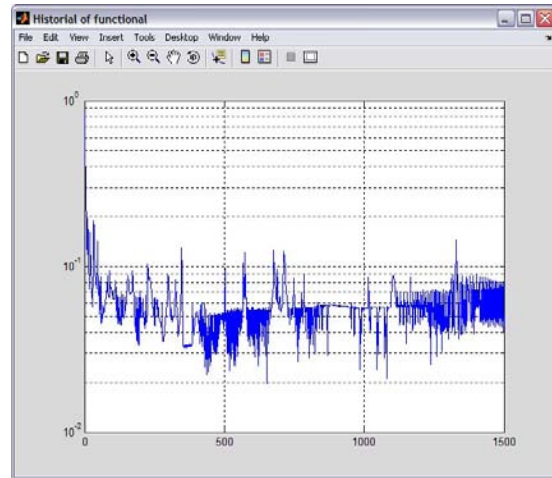 Historial of functional
File Edit View Insert Tools Desktop Window Help
10^0
10^-1
10^-2
0 500 1000 1500